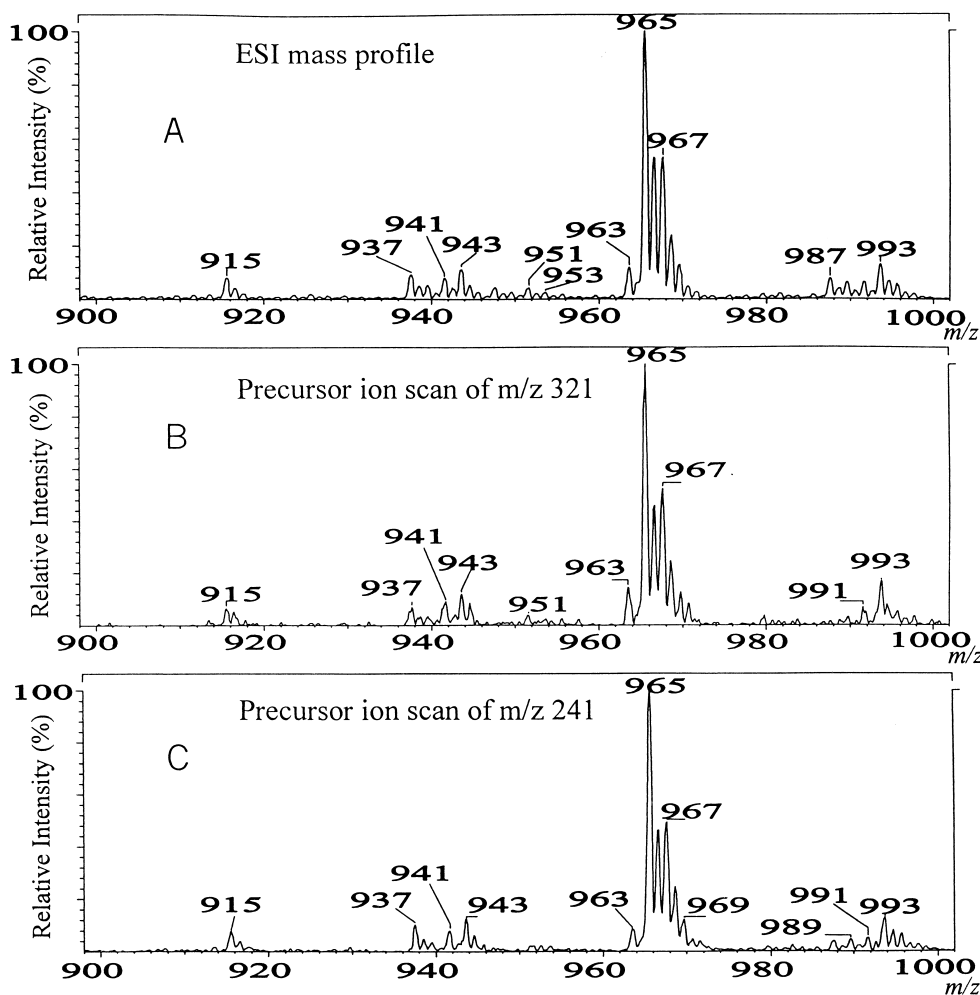 100
Relative Intensity (%)
ESI mass profile
A
915
937
941
943
951
953
963
965
967
987
993
900 920 940 960 980 1000
m/z
100
Relative Intensity (%)
Precursor ion scan of m/z 321
B
915
937
941
943
951
963
965
967
991
993
900 920 940 960 980 1000
m/z
100
Relative Intensity (%)
Precursor ion scan of m/z 241
C
915
937
941
943
963
965
967
969
989
991
993
900 920 940 960 980 1000
m/z